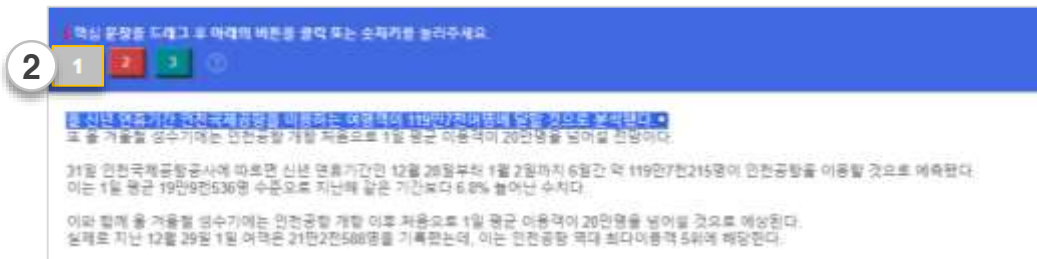 핵심 문장을 드래그 후 아래의 버튼을 클릭 또는 숫자키를 눌러주세요.
2 1 2 3 ?
올 신년 연휴기간 인천국제공항을 이용하는 여행객이 119만7천여명에 달할 것으로 분석됐다.
또 올 겨울철 성수기에는 인천공항 개항 처음으로 1일 평균 이용객이 20만명을 넘어설 전망이다.
31일 인천국제공항공사에 따르면 신년 연휴기간인 12월 28일부터 1월 2일까지 6일간 약 119만7천215명이 인천공항을 이용할 것으로 예측됐다.
이는 1일 평균 19만9천536명 수준으로 지난해 같은 기간보다 6.8% 늘어난 수치다.
이와 함께 올 겨울철 성수기에는 인천공항 개항 이후 처음으로 1일 평균 이용객이 20만명을 넘어설 것으로 예상된다.
실제로 지난 12월 29일 1일 여객은 21만2천588명을 기록했는데, 이는 인천공항 역대 최다이용객 5위에 해당한다.